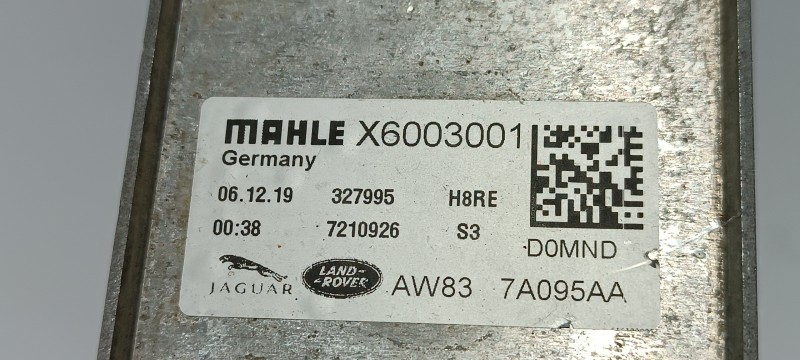 MAHLE X6003001
Germany
06.12.19 327995 H8RE
00:38 7210926 S3
D0MND
JAGUAR LAND-ROVER AW83 7A095AA